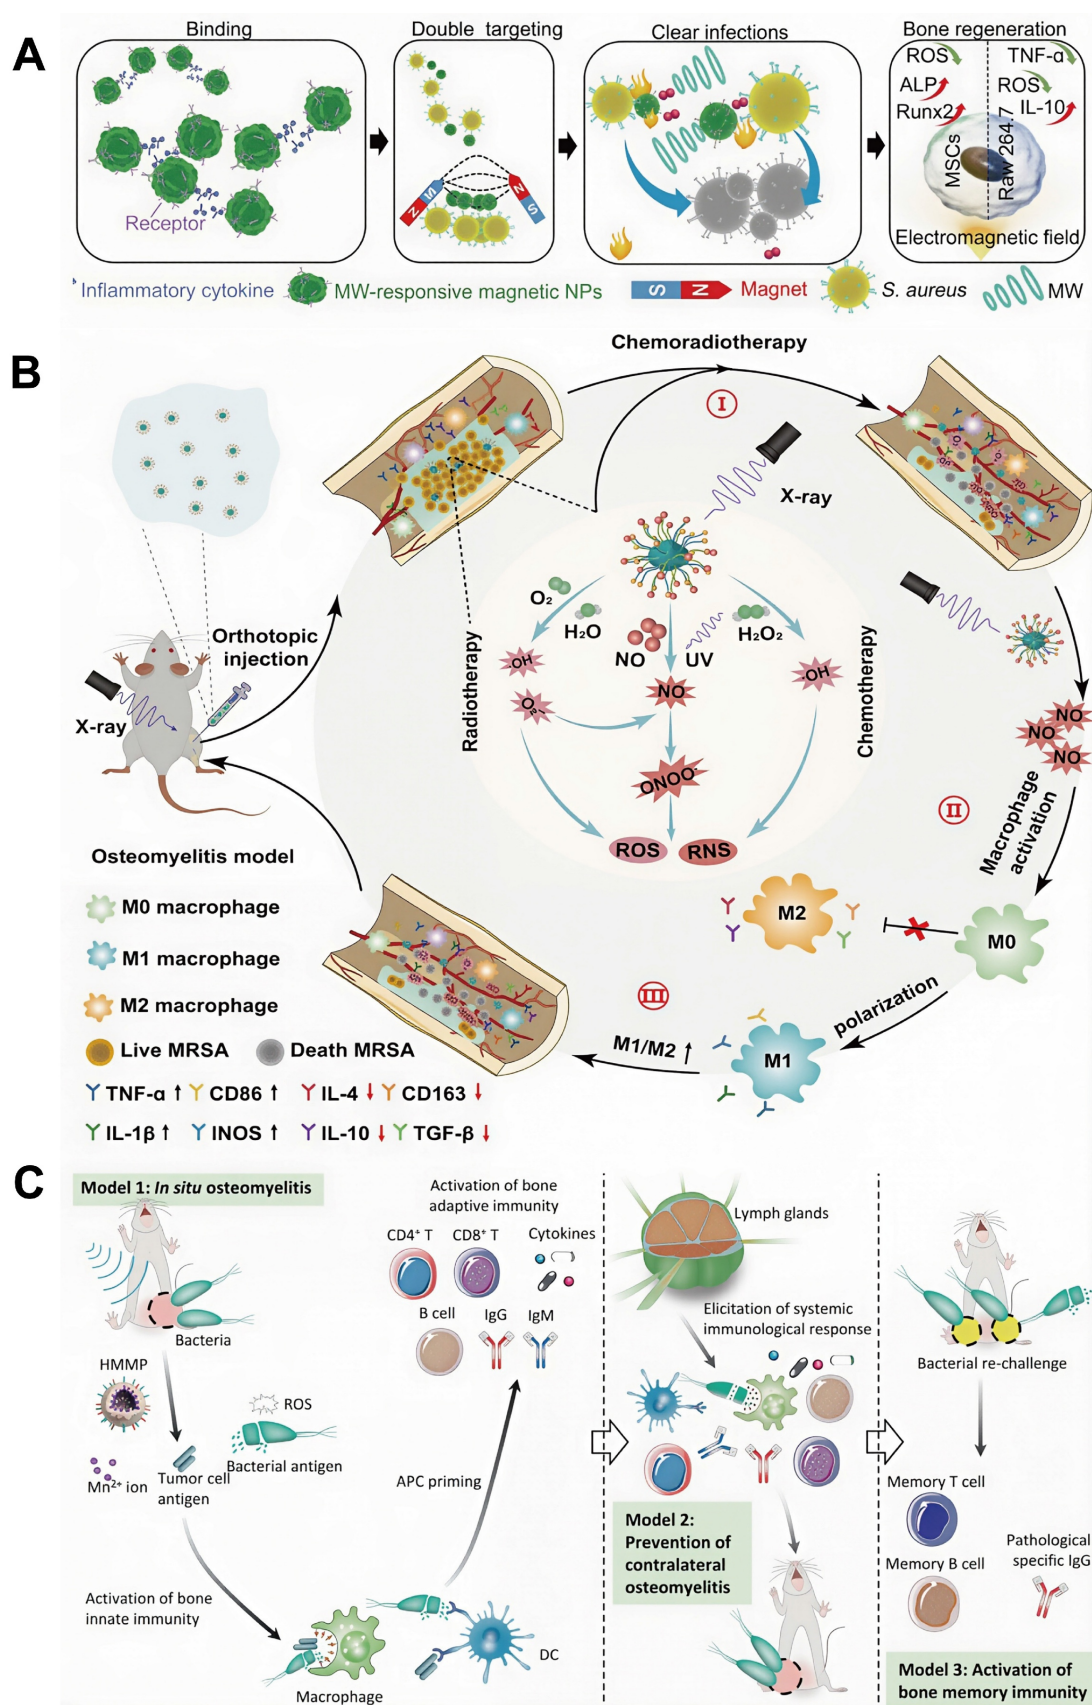 A
Binding
Double targeting
Clear infections
Bone regeneration
Receptor
N
S
N
S
ROS
ALP
Runx2
TNF-α
ROS
IL-10
MSCs
Raw 264.7
Electromagnetic field
Inflammatory cytokine
MW-responsive magnetic NPs
S N
Magnet
S. aureus
MW
B
Chemoradiotherapy
I
X-ray
Orthotopic
injection
X-ray
Radiotherapy
O₂
H₂O
NO
UV
H₂O₂
·OH
O₂⁻
NO
·OH
ONOO⁻
ROS
RNS
Chemotherapy
NO
NO
NO
II
Macrophage
activation
M0
M2
polarization
III
M1
M1/M2 ↑
Osteomyelitis model
M0 macrophage
M1 macrophage
M2 macrophage
Live MRSA
Death MRSA
TNF-α ↑ CD86 ↑ IL-4 ↓ CD163 ↓
IL-1β ↑ INOS ↑ IL-10 ↓ TGF-β ↓
C
Model 1: In situ osteomyelitis
Bacteria
HMMP
ROS
Mn²⁺ ion
Tumor cell
antigen
Bacterial antigen
Activation of bone
innate immunity
Macrophage
DC
APC priming
Activation of bone
adaptive immunity
CD4⁺ T
CD8⁺ T
Cytokines
B cell
IgG
IgM
Lymph glands
Elicitation of systemic
immunological response
Model 2:
Prevention of
contralateral
osteomyelitis
Bacterial re-challenge
Memory T cell
Memory B cell
Pathological
specific IgG
Model 3: Activation of
bone memory immunity